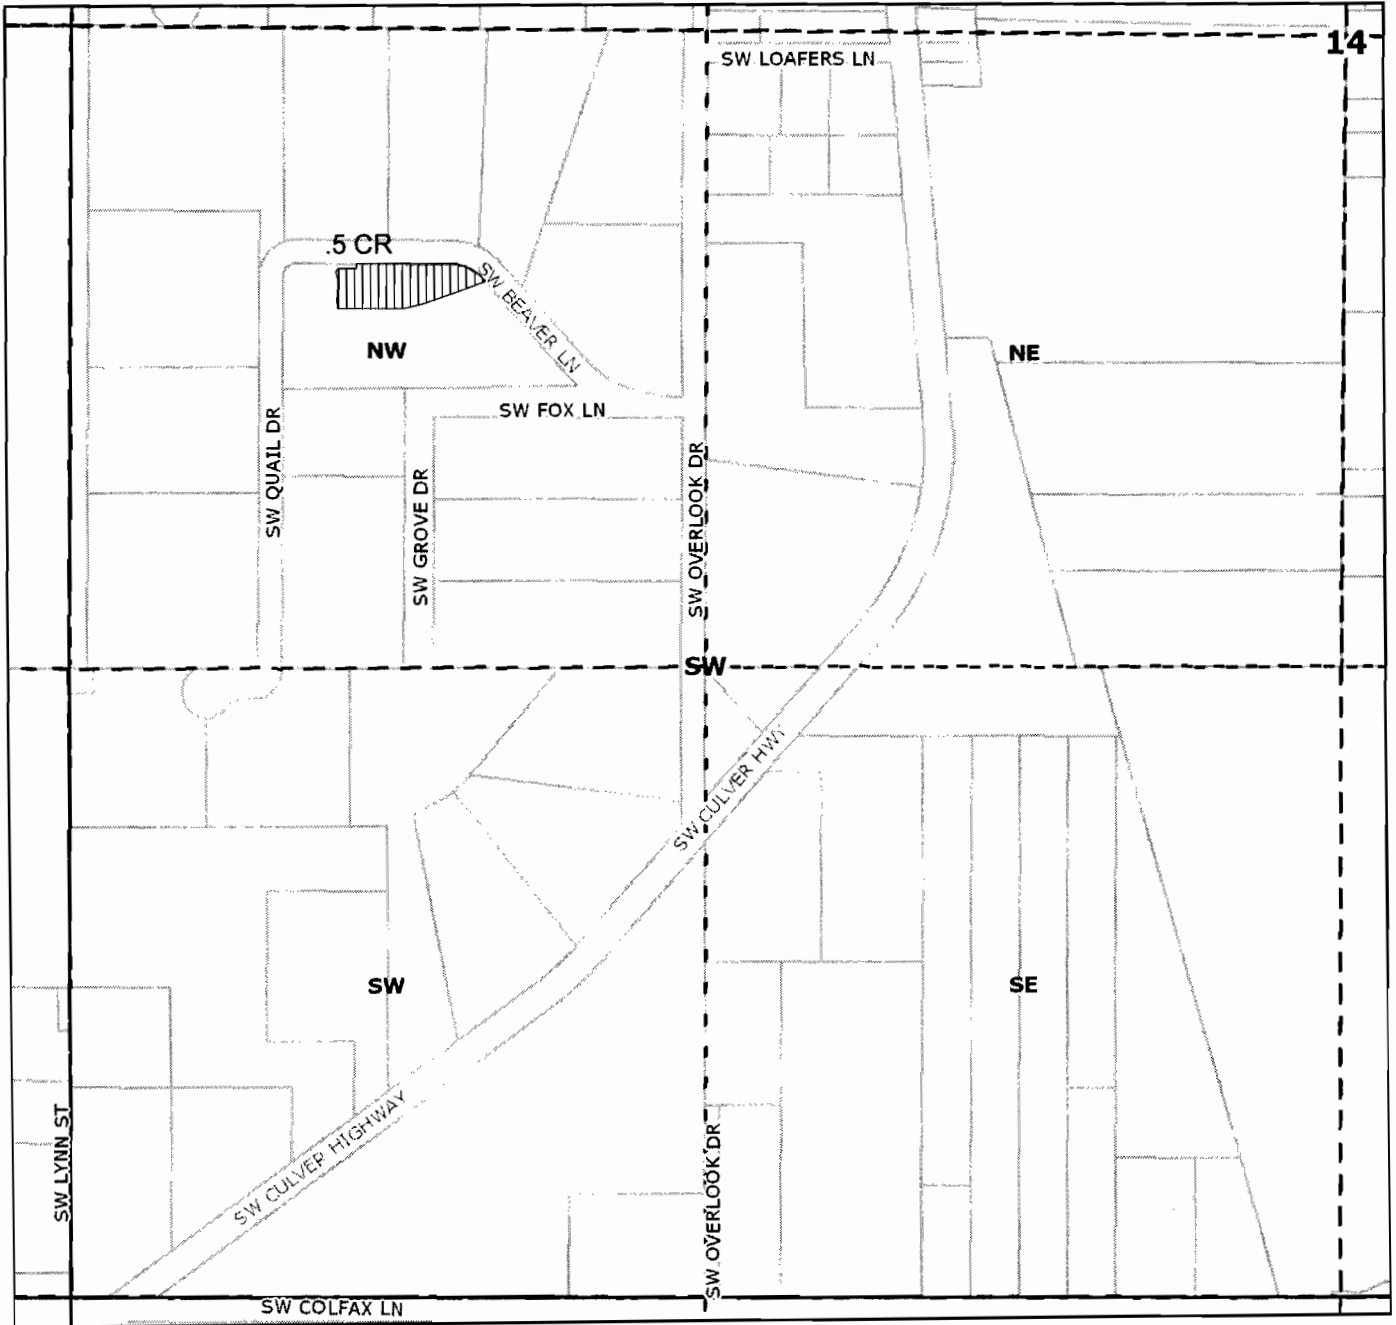 14
SW LOAFERS LN
.5 CR
SW BEAVER LN
NW
NE
SW FOX LN
SW QUAIL DR
SW GROVE DR
SW OVERLOOK DR
SW
SW CULVER HWY
SW
SE
SW CULVER HIGHWAY
SW LYNN ST
SW OVERLOOK DR
SW COLFAX LN